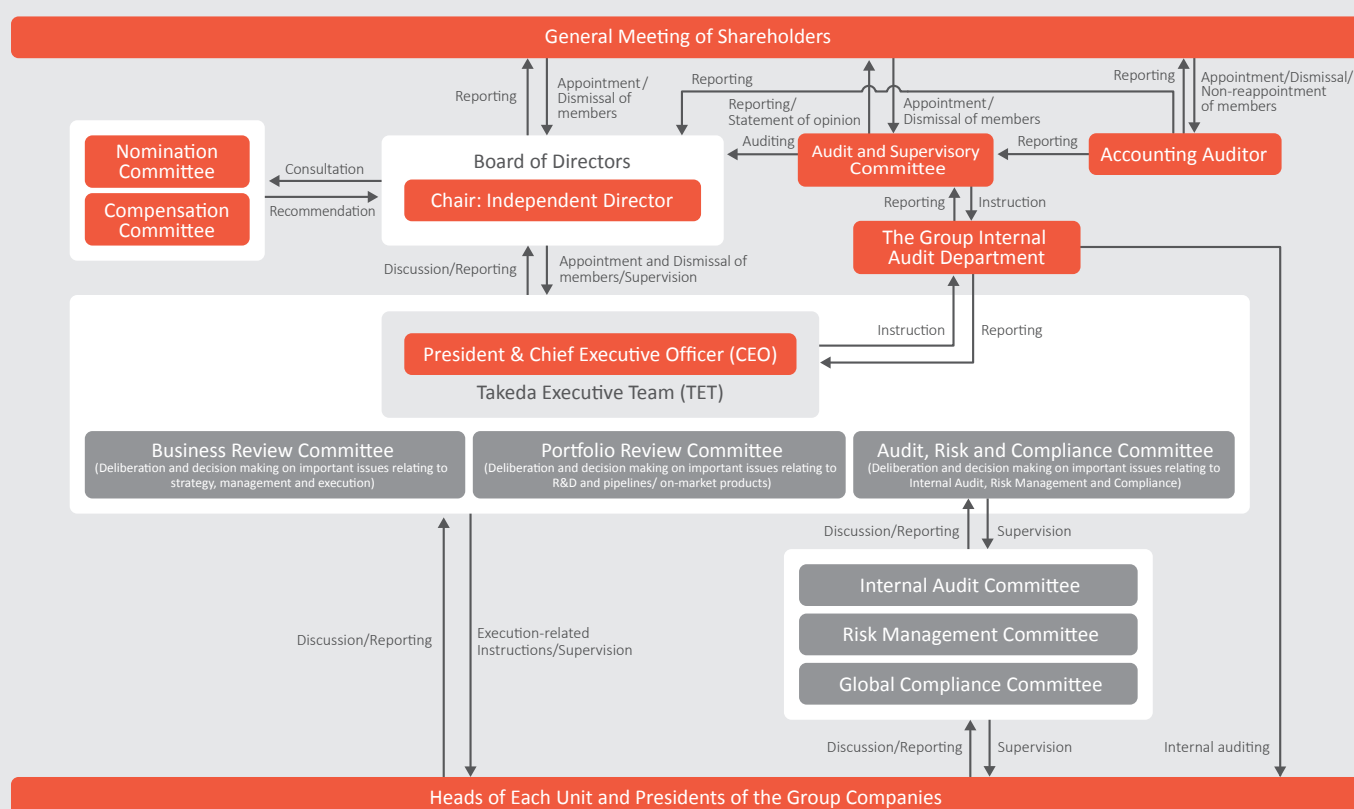 General Meeting of Shareholders
Reporting
Appointment/
Dismissal of
members
Reporting
Reporting/
Statement of opinion
Appointment/
Dismissal of members
Reporting
Appointment/Dismissal/
Non-reappointment
of members
Nomination
Committee
Compensation
Committee
Consultation
Recommendation
Board of Directors
Chair: Independent Director
Auditing
Audit and Supervisory
Committee
Reporting
Accounting Auditor
Reporting
Instruction
The Group Internal
Audit Department
Discussion/Reporting
Appointment and Dismissal of
members/Supervision
President & Chief Executive Officer (CEO)
Takeda Executive Team (TET)
Instruction
Reporting
Business Review Committee
(Deliberation and decision making on important issues relating to
strategy, management and execution)
Portfolio Review Committee
(Deliberation and decision making on important issues relating to
R&D and pipelines/ on-market products)
Audit, Risk and Compliance Committee
(Deliberation and decision making on important issues relating to
Internal Audit, Risk Management and Compliance)
Discussion/Reporting
Supervision
Internal Audit Committee
Risk Management Committee
Global Compliance Committee
Discussion/Reporting
Execution-related
Instructions/Supervision
Discussion/Reporting
Supervision
Internal auditing
Heads of Each Unit and Presidents of the Group Companies